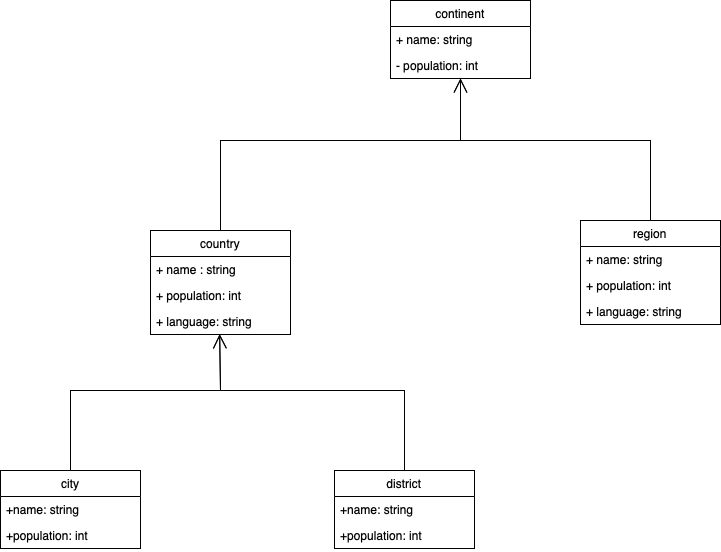 continent
+ name: string
- population: int
country
+ name : string
+ population: int
+ language: string
region
+ name: string
+ population: int
+ language: string
city
+name: string
+population: int
district
+name: string
+population: int